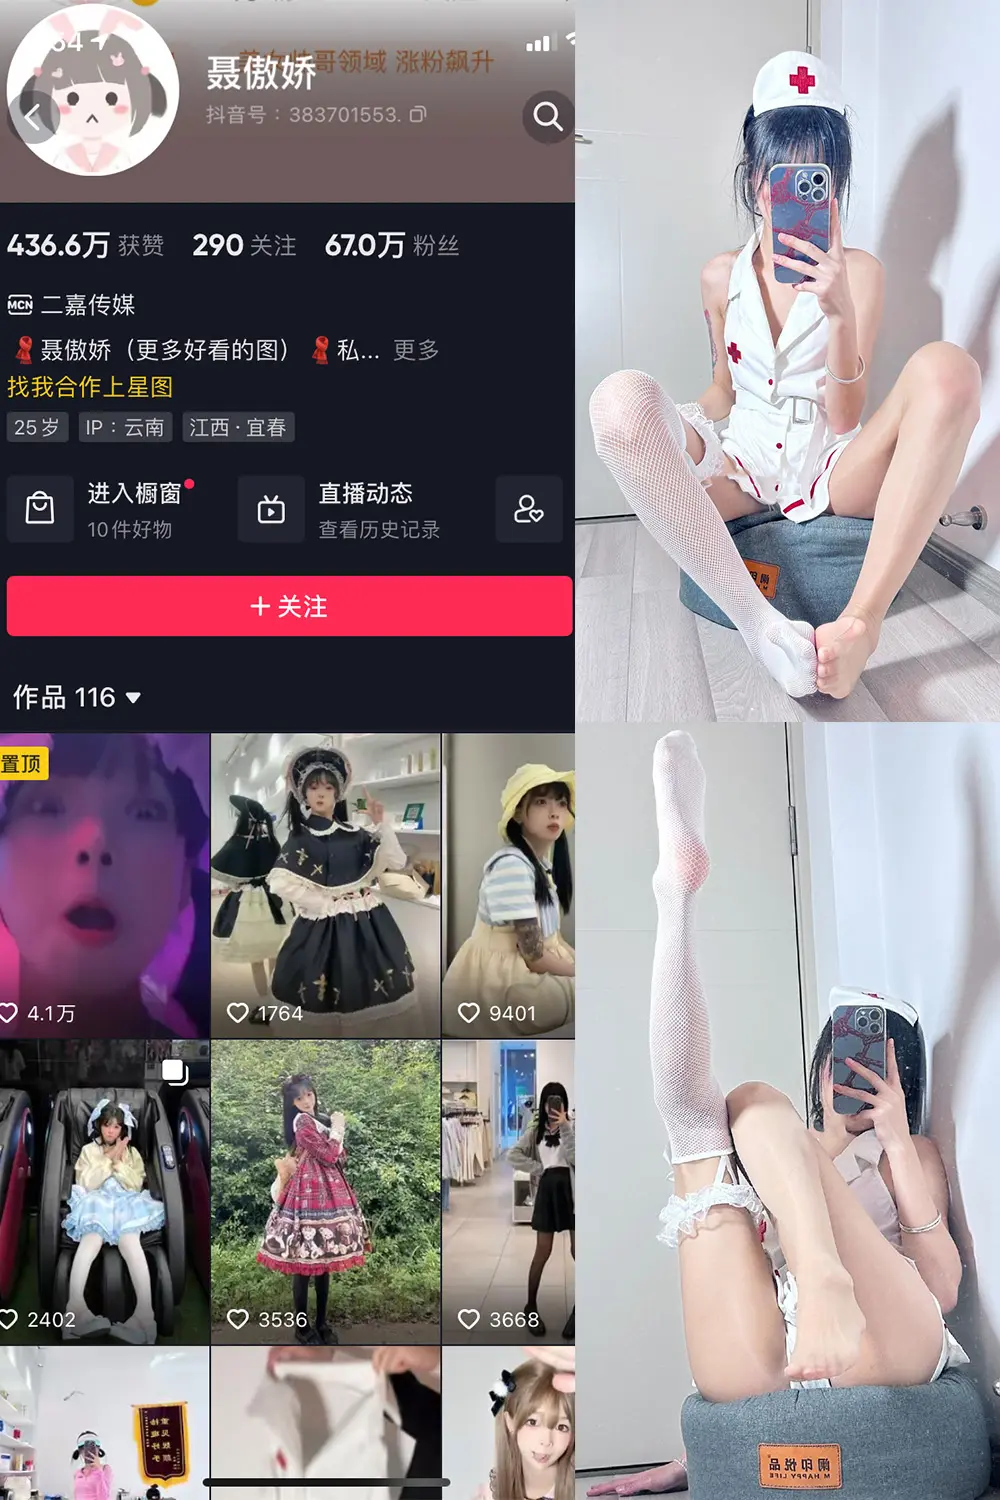 54
聂傲娇
抖音号：383701553.
涨粉飙升
436.6万 获赞 290 关注 67.0万 粉丝
MCN 二嘉传媒
聂傲娇（更多好看的图） 私... 更多
找我合作上星图
25岁 IP：云南 江西·宜春
进入橱窗
10件好物
直播动态
查看历史记录
+ 关注
作品 116
置顶
4.1万
1764
9401
2402
3536
3668
M HAPPY LIFE